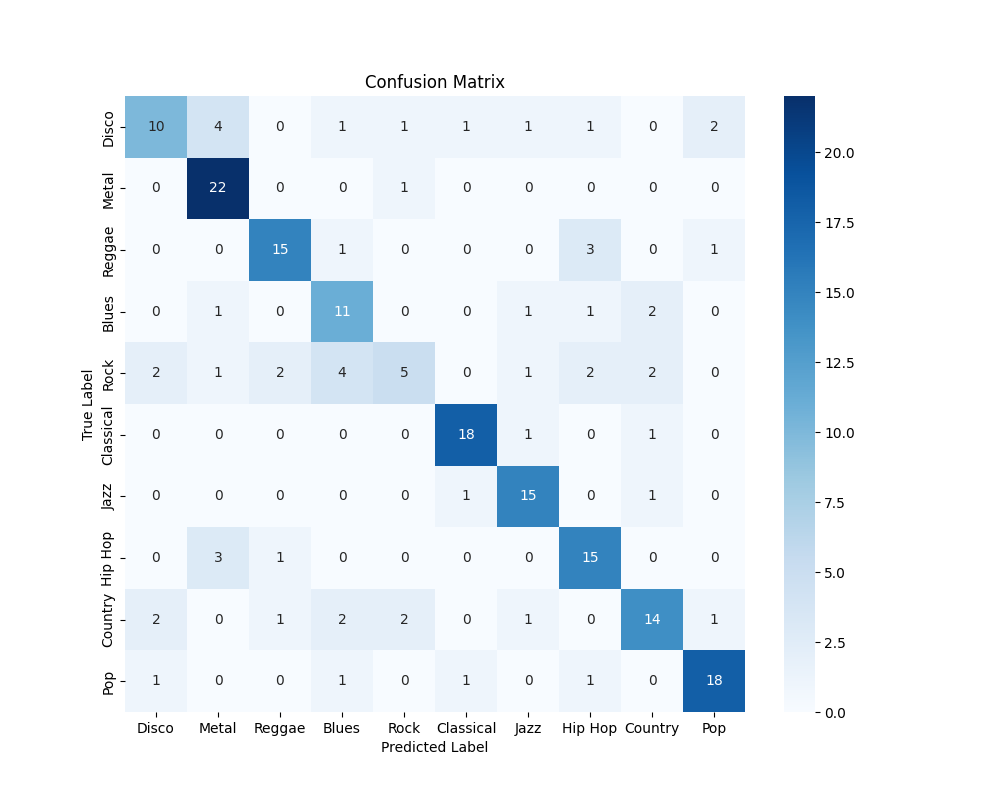 Confusion Matrix
True Label
Disco 10 4 0 1 1 1 1 1 0 2
Metal 0 22 0 0 1 0 0 0 0 0
Reggae 0 0 15 1 0 0 0 3 0 1
Blues 0 1 0 11 0 0 1 1 2 0
Rock 2 1 2 4 5 0 1 2 2 0
Classical 0 0 0 0 0 18 1 0 1 0
Jazz 0 0 0 0 0 1 15 0 1 0
Hip Hop 0 3 1 0 0 0 0 15 0 0
Country 2 0 1 2 2 0 1 0 14 1
Pop 1 0 0 1 0 1 0 1 0 18
Disco Metal Reggae Blues Rock Classical Jazz Hip Hop Country Pop
Predicted Label
20.0
17.5
15.0
12.5
10.0
7.5
5.0
2.5
0.0